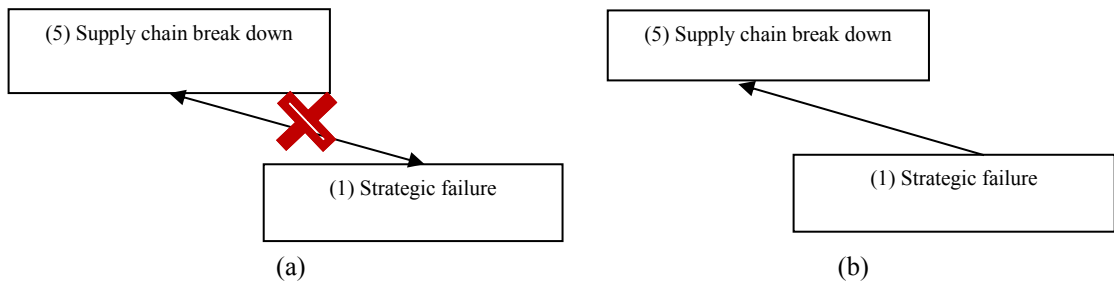 (5) Supply chain break down
(5) Supply chain break down
(1) Strategic failure
(1) Strategic failure
(a)
(b)